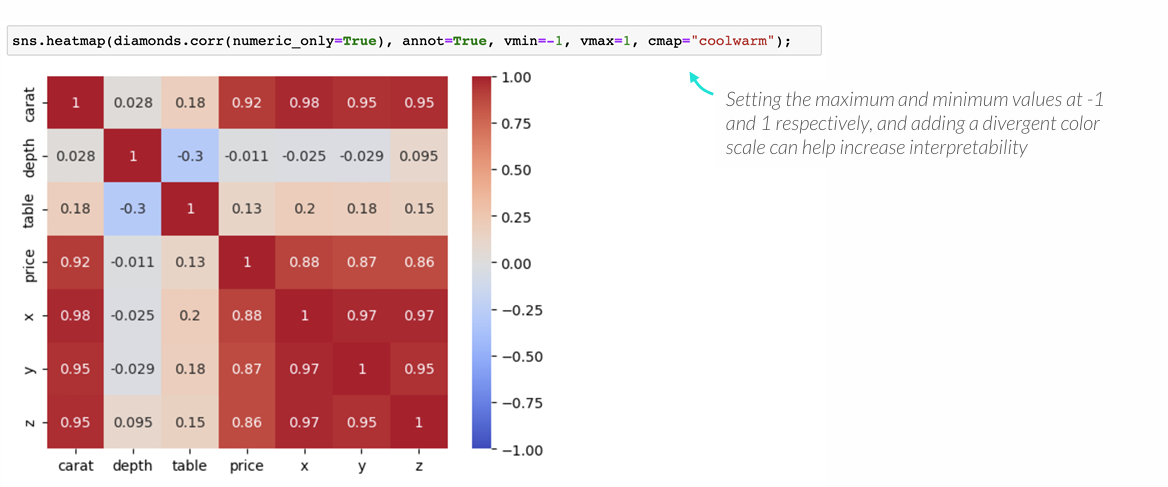 sns.heatmap(diamonds.corr(numeric_only=True), annot=True, vmin=-1, vmax=1, cmap="coolwarm");
Setting the maximum and minimum values at -1
and 1 respectively, and adding a divergent color
scale can help increase interpretability
carat 1 0.028 0.18 0.92 0.98 0.95 0.95
depth 0.028 1 -0.3 -0.011 -0.025 -0.029 0.095
table 0.18 -0.3 1 0.13 0.2 0.18 0.15
price 0.92 -0.011 0.13 1 0.88 0.87 0.86
x 0.98 -0.025 0.2 0.88 1 0.97 0.97
y 0.95 -0.029 0.18 0.87 0.97 1 0.95
z 0.95 0.095 0.15 0.86 0.97 0.95 1
carat depth table price x y z
1.00
0.75
0.50
0.25
0.00
−0.25
−0.50
−0.75
−1.00